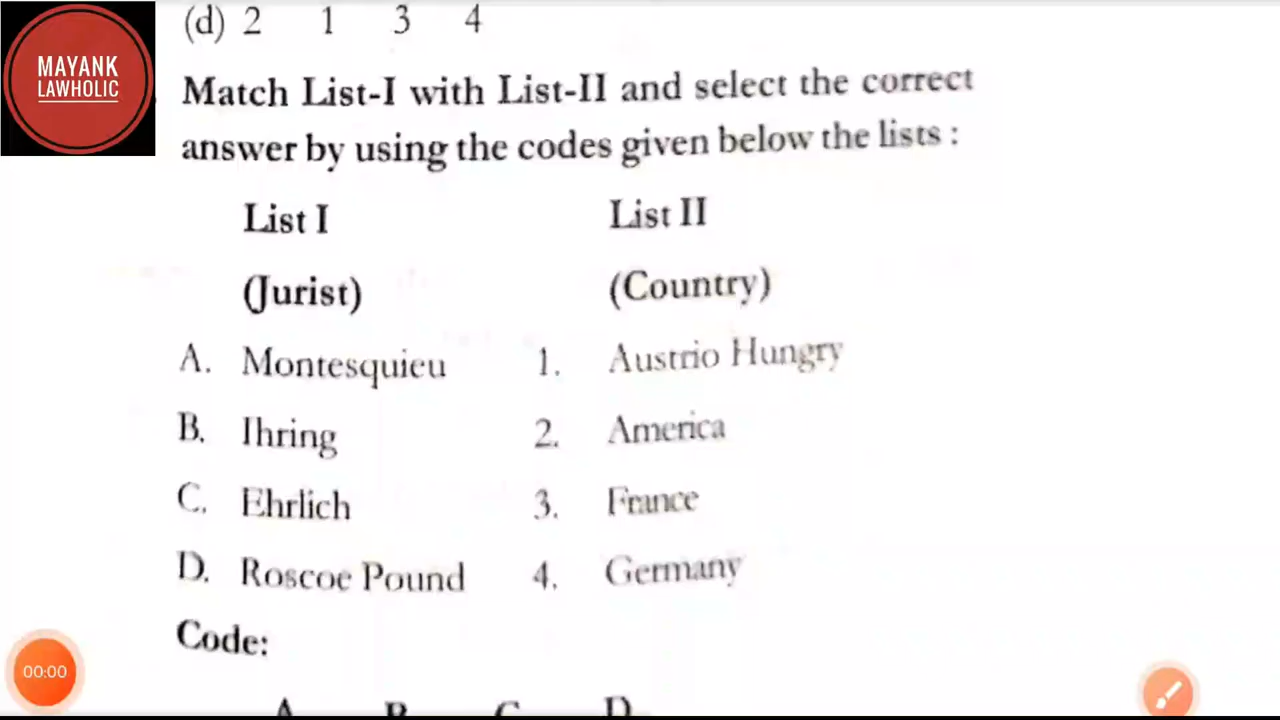 MAYANK
LAWHOLIC
(d) 2 1 3 4
Match List-I with List-II and select the correct
answer by using the codes given below the lists :
List I List II
(Jurist) (Country)
A. Montesquieu 1. Austrio Hungry
B. Ihring 2. America
C. Ehrlich 3. France
D. Roscoe Pound 4. Germany
Code:
A B C D
00:00